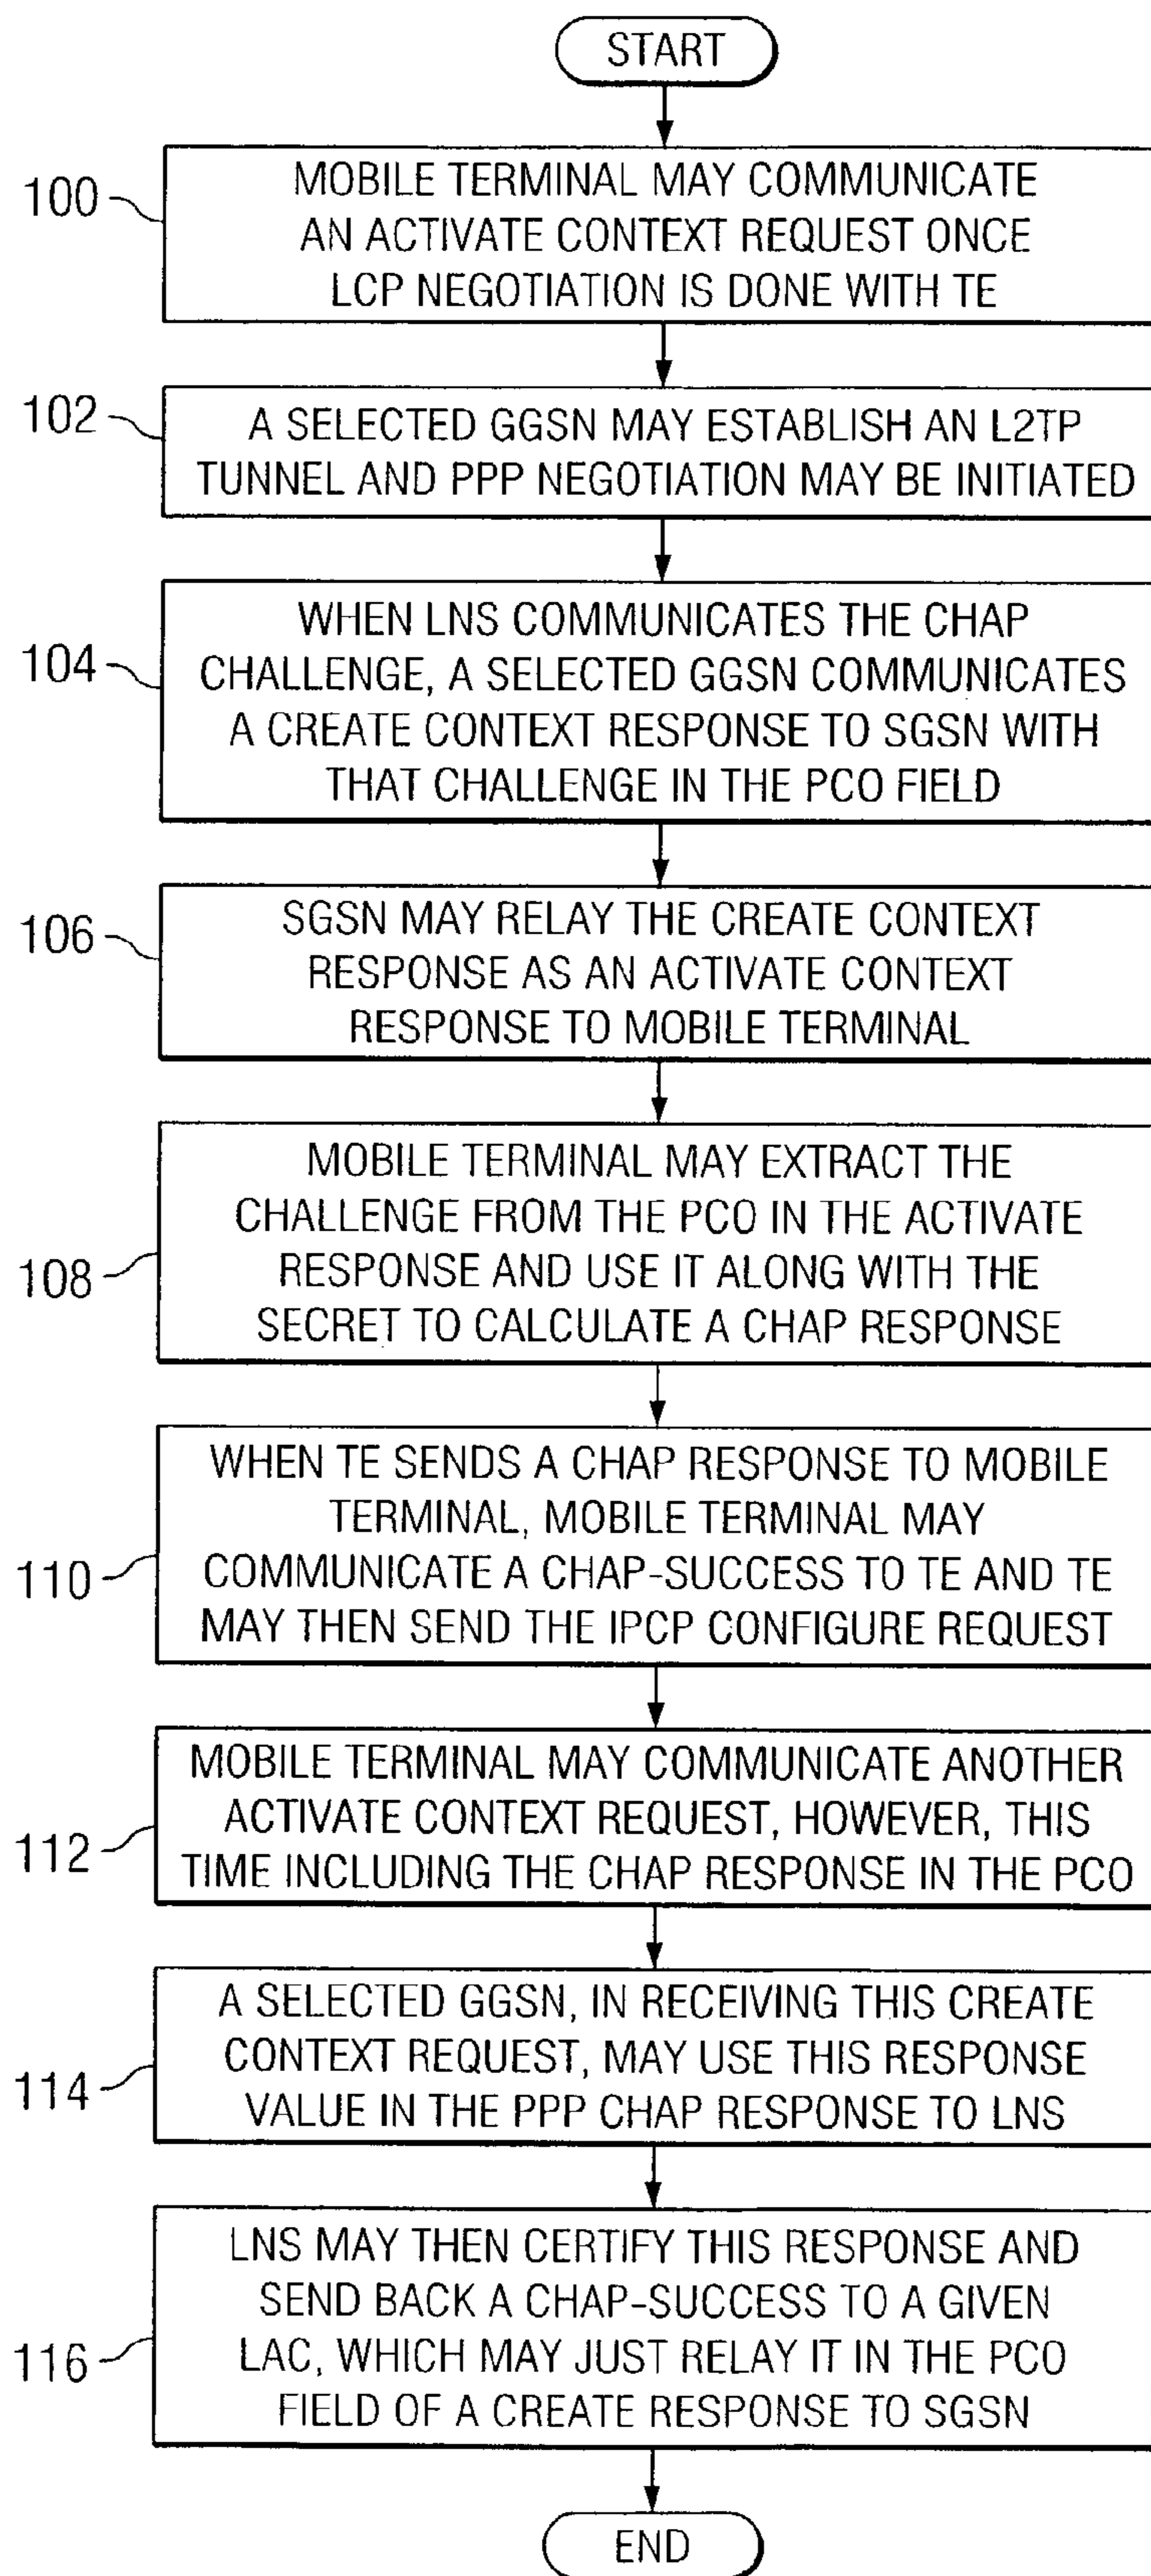 START
100
MOBILE TERMINAL MAY COMMUNICATE
AN ACTIVATE CONTEXT REQUEST ONCE
LCP NEGOTIATION IS DONE WITH TE
102
A SELECTED GGSN MAY ESTABLISH AN L2TP
TUNNEL AND PPP NEGOTIATION MAY BE INITIATED
104
WHEN LNS COMMUNICATES THE CHAP
CHALLENGE, A SELECTED GGSN COMMUNICATES
A CREATE CONTEXT RESPONSE TO SGSN WITH
THAT CHALLENGE IN THE PCO FIELD
106
SGSN MAY RELAY THE CREATE CONTEXT
RESPONSE AS AN ACTIVATE CONTEXT
RESPONSE TO MOBILE TERMINAL
108
MOBILE TERMINAL MAY EXTRACT THE
CHALLENGE FROM THE PCO IN THE ACTIVATE
RESPONSE AND USE IT ALONG WITH THE
SECRET TO CALCULATE A CHAP RESPONSE
110
WHEN TE SENDS A CHAP RESPONSE TO MOBILE
TERMINAL, MOBILE TERMINAL MAY
COMMUNICATE A CHAP-SUCCESS TO TE AND TE
MAY THEN SEND THE IPCP CONFIGURE REQUEST
112
MOBILE TERMINAL MAY COMMUNICATE ANOTHER
ACTIVATE CONTEXT REQUEST, HOWEVER, THIS
TIME INCLUDING THE CHAP RESPONSE IN THE PCO
114
A SELECTED GGSN, IN RECEIVING THIS CREATE
CONTEXT REQUEST, MAY USE THIS RESPONSE
VALUE IN THE PPP CHAP RESPONSE TO LNS
116
LNS MAY THEN CERTIFY THIS RESPONSE AND
SEND BACK A CHAP-SUCCESS TO A GIVEN
LAC, WHICH MAY JUST RELAY IT IN THE PCO
FIELD OF A CREATE RESPONSE TO SGSN
END